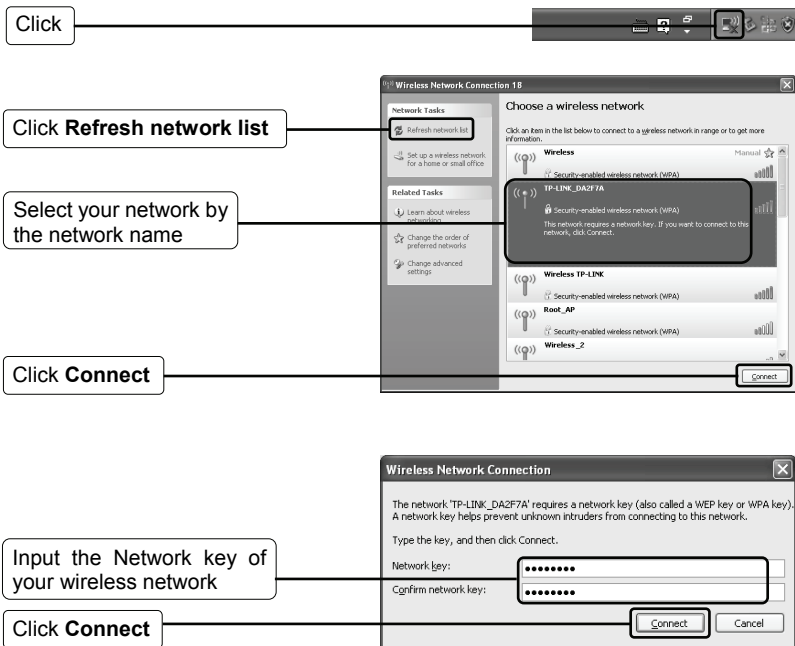 Click
Wireless Network Connection 18
Network Tasks
Choose a wireless network
Click Refresh network list
Refresh network list
Click an item in the list below to connect to a wireless network in range or to get more
information.
Set up a wireless network
for a home or small office
Wireless
Manual
Security-enabled wireless network (WPA)
Select your network by
the network name
Related Tasks
Learn about wireless
networking
Change the order of
preferred networks
Change advanced
settings
TP-LINK_DA2F7A
Security-enabled wireless network (WPA)
This network requires a network key. If you want to connect to this
network, click Connect.
Wireless TP-LINK
Security-enabled wireless network (WPA)
Root_AP
Security-enabled wireless network (WPA)
Wireless_2
Click Connect
Connect
Wireless Network Connection
The network 'TP-LINK_DA2F7A' requires a network key (also called a WEP key or WPA key).
A network key helps prevent unknown intruders from connecting to this network.
Type the key, and then click Connect.
Input the Network key of
your wireless network
Network key:
Confirm network key:
Click Connect
Connect
Cancel